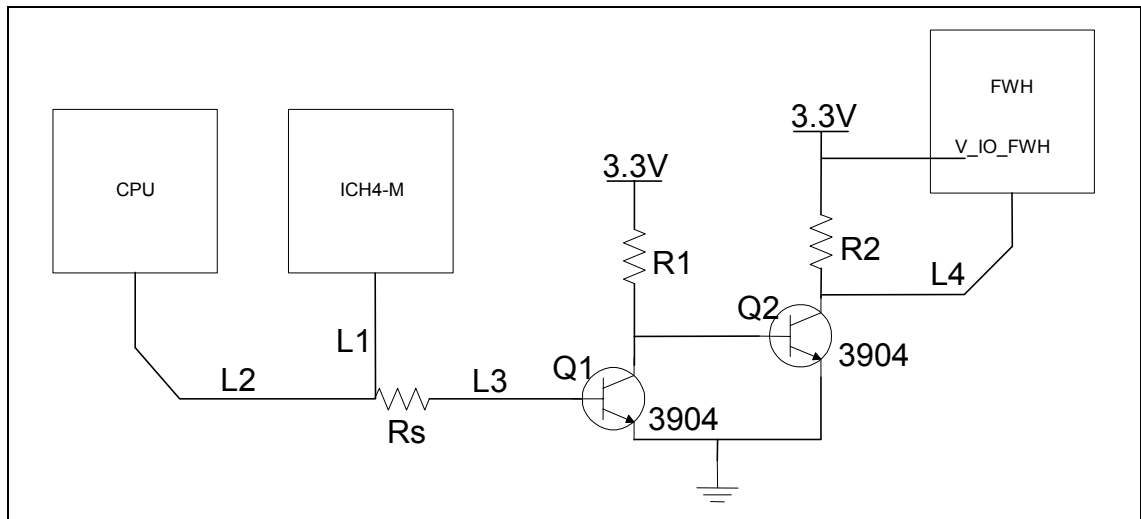 FWH
3.3V
V_IO_FWH
3.3V
CPU
ICH4-M
R1
R2
L4
Q2
L1
3904
Q1
L2
L3
Rs
3904